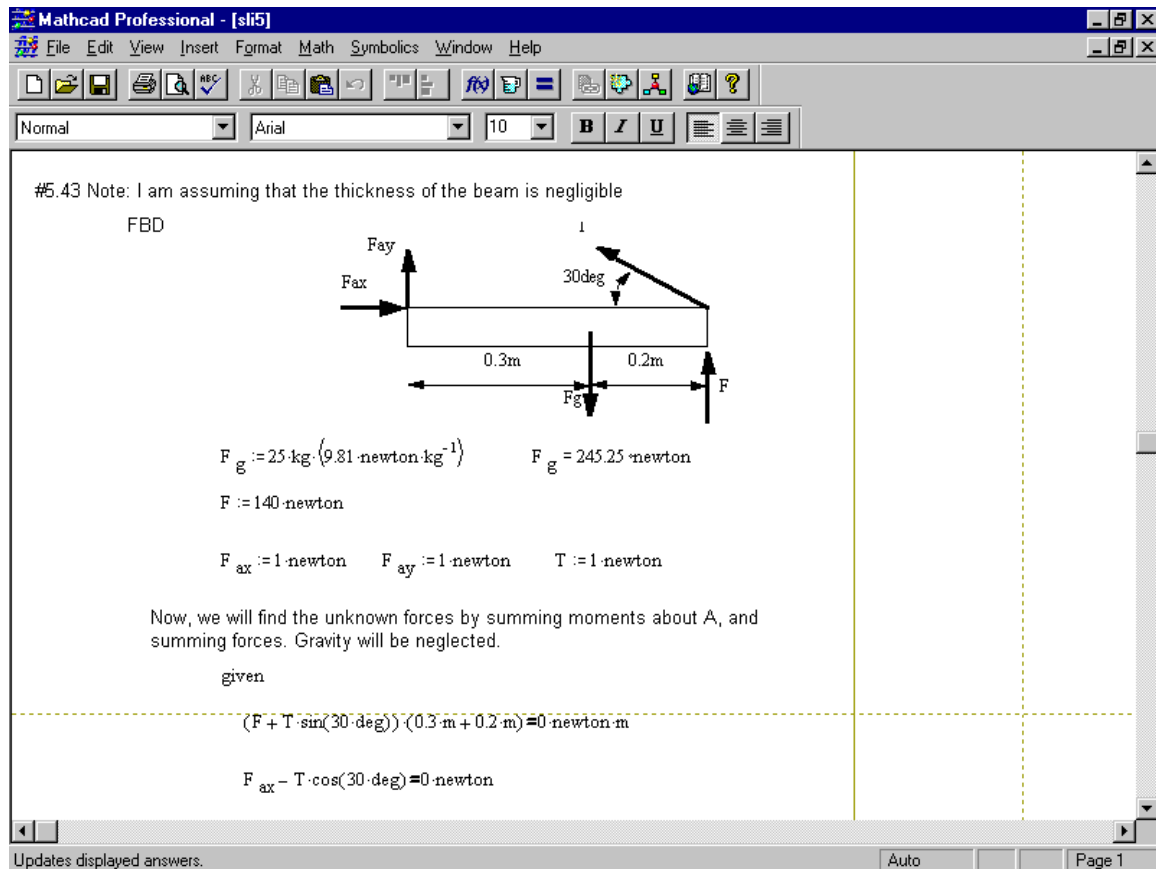 Mathcad Professional - [sli5]
File Edit View Insert Format Math Symbolics Window Help
Normal Arial 10 B I U
#5.43 Note: I am assuming that the thickness of the beam is negligible
FBD
Fay
Fax
30deg
0.3m 0.2m
Fg
F
F g := 25·kg·(9.81·newton·kg⁻¹) F g = 245.25 •newton
F := 140·newton
F ax := 1·newton F ay := 1·newton T := 1·newton
Now, we will find the unknown forces by summing moments about A, and
summing forces. Gravity will be neglected.
given
(F + T·sin(30·deg))·(0.3·m + 0.2·m)=0·newton·m
F ax − T·cos(30·deg)=0·newton
Updates displayed answers. Auto Page 1